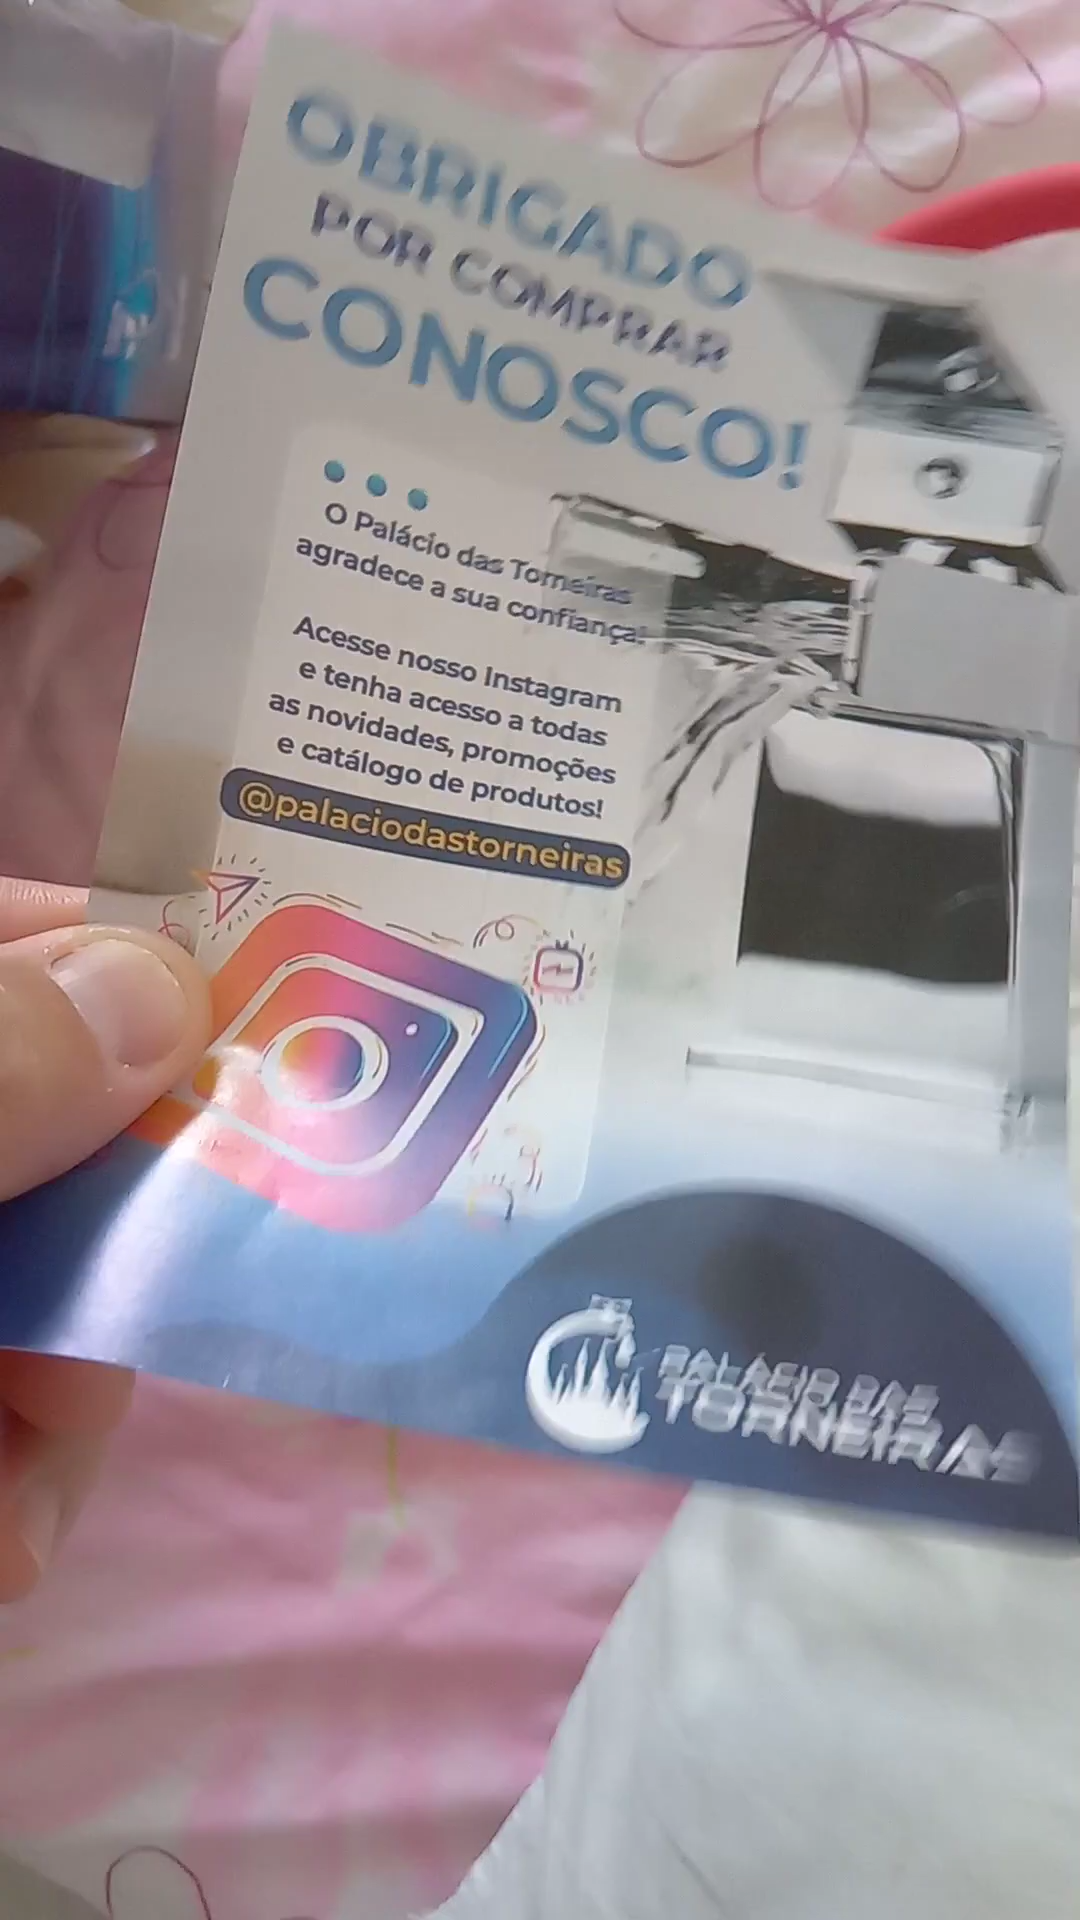 OBRIGADO
POR COMPRAR
CONOSCO!
O Palácio das Torneiras
agradece a sua confiança!
Acesse nosso Instagram
e tenha acesso a todas
as novidades, promoções
e catálogo de produtos!
@palaciodastorneiras
PALÁCIO DAS
TORNEIRAS